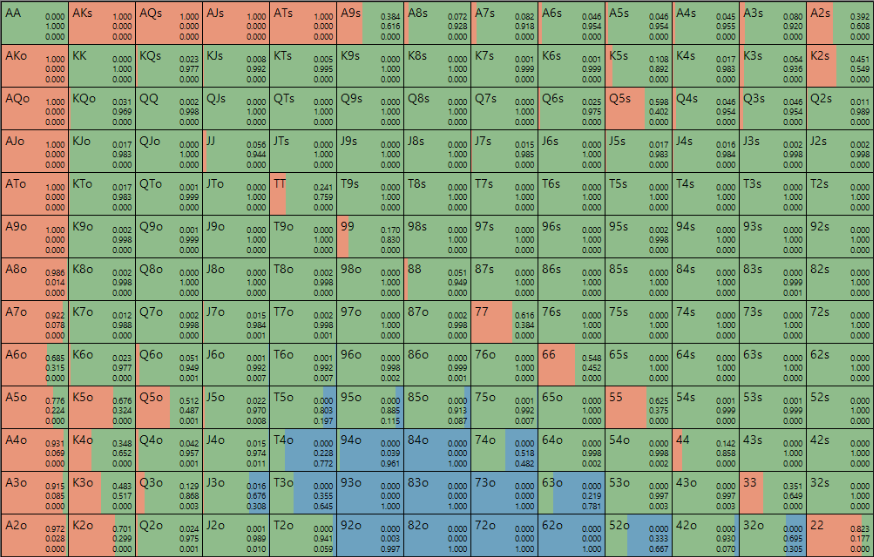 AA 0.000 AKs 1.000 AQs 1.000 AJs 1.000 ATs 1.000 A9s 0.384 A8s 0.072 A7s 0.082 A6s 0.046 A5s 0.046 A4s 0.045 A3s 0.080 A2s 0.392
1.000 0.000 0.000 0.000 0.000 0.616 0.928 0.918 0.954 0.954 0.955 0.920 0.608
0.000 0.000 0.000 0.000 0.000 0.000 0.000 0.000 0.000 0.000 0.000 0.000 0.000
AKo 1.000 KK 0.000 KQs 0.023 KJs 0.008 KTs 0.005 K9s 0.000 K8s 0.000 K7s 0.001 K6s 0.001 K5s 0.108 K4s 0.017 K3s 0.064 K2s 0.451
0.000 1.000 0.977 0.992 0.995 1.000 1.000 0.999 0.999 0.892 0.983 0.936 0.549
0.000 0.000 0.000 0.000 0.000 0.000 0.000 0.000 0.000 0.000 0.000 0.000 0.000
AQo 1.000 KQo 0.031 QQ 0.002 QJs 0.000 QTs 0.000 Q9s 0.000 Q8s 0.000 Q7s 0.000 Q6s 0.025 Q5s 0.598 Q4s 0.046 Q3s 0.046 Q2s 0.011
0.000 0.969 0.998 1.000 1.000 1.000 1.000 1.000 0.975 0.402 0.954 0.954 0.989
0.000 0.000 0.000 0.000 0.000 0.000 0.000 0.000 0.000 0.000 0.000 0.000 0.000
AJo 1.000 KJo 0.017 QJo 0.000 JJ 0.056 JTs 0.000 J9s 0.000 J8s 0.000 J7s 0.015 J6s 0.000 J5s 0.017 J4s 0.016 J3s 0.002 J2s 0.002
0.000 0.983 1.000 0.944 1.000 1.000 1.000 0.985 1.000 0.983 0.984 0.998 0.998
0.000 0.000 0.000 0.000 0.000 0.000 0.000 0.000 0.000 0.000 0.000 0.000 0.000
ATo 1.000 KTo 0.017 QTo 0.001 JTo 0.000 TT 0.241 T9s 0.000 T8s 0.000 T7s 0.000 T6s 0.000 T5s 0.000 T4s 0.000 T3s 0.000 T2s 0.000
0.000 0.983 0.999 1.000 0.759 1.000 1.000 1.000 1.000 1.000 1.000 1.000 1.000
0.000 0.000 0.000 0.000 0.000 0.000 0.000 0.000 0.000 0.000 0.000 0.000 0.000
A9o 1.000 K9o 0.002 Q9o 0.001 J9o 0.000 T9o 0.000 99 0.170 98s 0.000 97s 0.000 96s 0.000 95s 0.002 94s 0.000 93s 0.000 92s 0.000
0.000 0.998 0.999 1.000 1.000 0.830 1.000 1.000 1.000 0.998 1.000 1.000 1.000
0.000 0.000 0.000 0.000 0.000 0.000 0.000 0.000 0.000 0.000 0.000 0.000 0.000
A8o 0.986 K8o 0.002 Q8o 0.000 J8o 0.000 T8o 0.002 98o 0.000 88 0.051 87s 0.000 86s 0.000 85s 0.000 84s 0.000 83s 0.000 82s 0.000
0.014 0.998 1.000 1.000 0.998 1.000 0.949 1.000 1.000 1.000 1.000 0.999 1.000
0.000 0.000 0.000 0.000 0.000 0.000 0.000 0.000 0.000 0.000 0.000 0.001 0.000
A7o 0.922 K7o 0.012 Q7o 0.002 J7o 0.015 T7o 0.002 97o 0.000 87o 0.002 77 0.616 76s 0.000 75s 0.000 74s 0.000 73s 0.000 72s 0.000
0.078 0.988 0.998 0.984 0.998 1.000 0.998 0.384 1.000 1.000 1.000 1.000 1.000
0.000 0.000 0.000 0.001 0.001 0.000 0.000 0.000 0.000 0.000 0.000 0.000 0.000
A6o 0.685 K6o 0.023 Q6o 0.051 J6o 0.001 T6o 0.001 96o 0.000 86o 0.000 76o 0.000 66 0.548 65s 0.000 64s 0.000 63s 0.000 62s 0.000
0.315 0.977 0.949 0.992 0.992 0.998 0.999 1.000 0.452 1.000 1.000 1.000 1.000
0.000 0.000 0.001 0.007 0.007 0.002 0.001 0.000 0.000 0.000 0.000 0.000 0.000
A5o 0.776 K5o 0.676 Q5o 0.512 J5o 0.022 T5o 0.000 95o 0.000 85o 0.000 75o 0.001 65o 0.000 55 0.625 54s 0.001 53s 0.001 52s 0.000
0.224 0.324 0.487 0.970 0.803 0.885 0.913 0.992 1.000 0.375 0.999 0.999 1.000
0.000 0.000 0.001 0.008 0.197 0.115 0.087 0.007 0.000 0.000 0.000 0.000 0.000
A4o 0.931 K4o 0.348 Q4o 0.042 J4o 0.015 T4o 0.000 94o 0.000 84o 0.000 74o 0.000 64o 0.000 54o 0.000 44 0.142 43s 0.000 42s 0.000
0.069 0.652 0.957 0.974 0.228 0.039 0.000 0.518 0.998 0.998 0.858 1.000 1.000
0.000 0.000 0.001 0.011 0.772 0.961 1.000 0.482 0.002 0.002 0.000 0.000 0.000
A3o 0.915 K3o 0.483 Q3o 0.129 J3o 0.016 T3o 0.000 93o 0.000 83o 0.000 73o 0.000 63o 0.000 53o 0.000 43o 0.000 33 0.351 32s 0.000
0.085 0.517 0.868 0.676 0.355 0.000 0.000 0.000 0.219 0.997 0.997 0.649 1.000
0.000 0.000 0.003 0.308 0.645 1.000 1.000 1.000 0.781 0.003 0.003 0.000 0.000
A2o 0.972 K2o 0.701 Q2o 0.024 J2o 0.001 T2o 0.000 92o 0.000 82o 0.000 72o 0.000 62o 0.000 52o 0.000 42o 0.000 32o 0.000 22 0.823
0.028 0.299 0.975 0.989 0.941 0.003 0.000 0.000 0.000 0.333 0.930 0.695 0.177
0.000 0.000 0.001 0.010 0.059 0.997 1.000 1.000 1.000 0.667 0.070 0.305 0.000